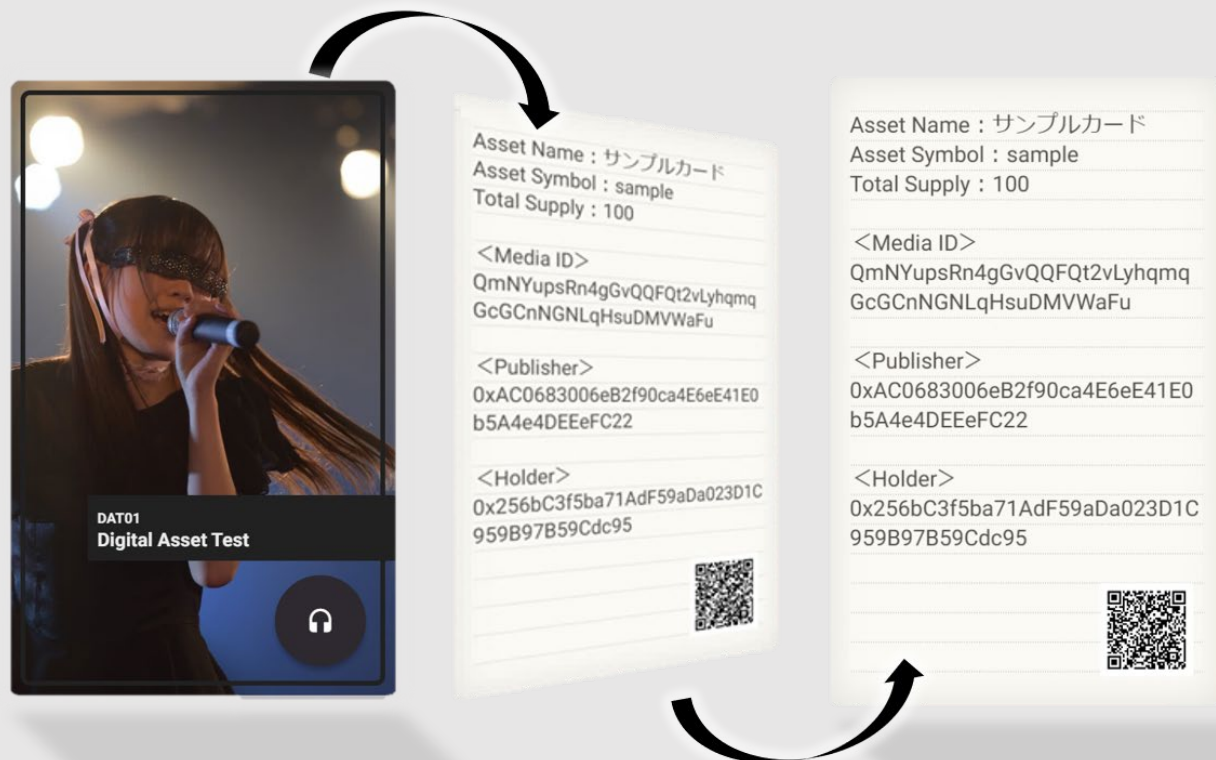 DAT01
Digital Asset Test
Asset Name：サンプルカード
Asset Symbol：sample
Total Supply：100
＜Media ID＞
QmNYupsRn4gGvQQFQt2vLyhqmq
GcGCnNGNLqHsuDMVWaFu
＜Publisher＞
0xAC0683006eB2f90ca4E6eE41E0
b5A4e4DEEeFC22
＜Holder＞
0x256bC3f5ba71AdF59aDa023D1C
959B97B59Cdc95
Asset Name：サンプルカード
Asset Symbol：sample
Total Supply：100
＜Media ID＞
QmNYupsRn4gGvQQFQt2vLyhqmq
GcGCnNGNLqHsuDMVWaFu
＜Publisher＞
0xAC0683006eB2f90ca4E6eE41E0
b5A4e4DEEeFC22
＜Holder＞
0x256bC3f5ba71AdF59aDa023D1C
959B97B59Cdc95